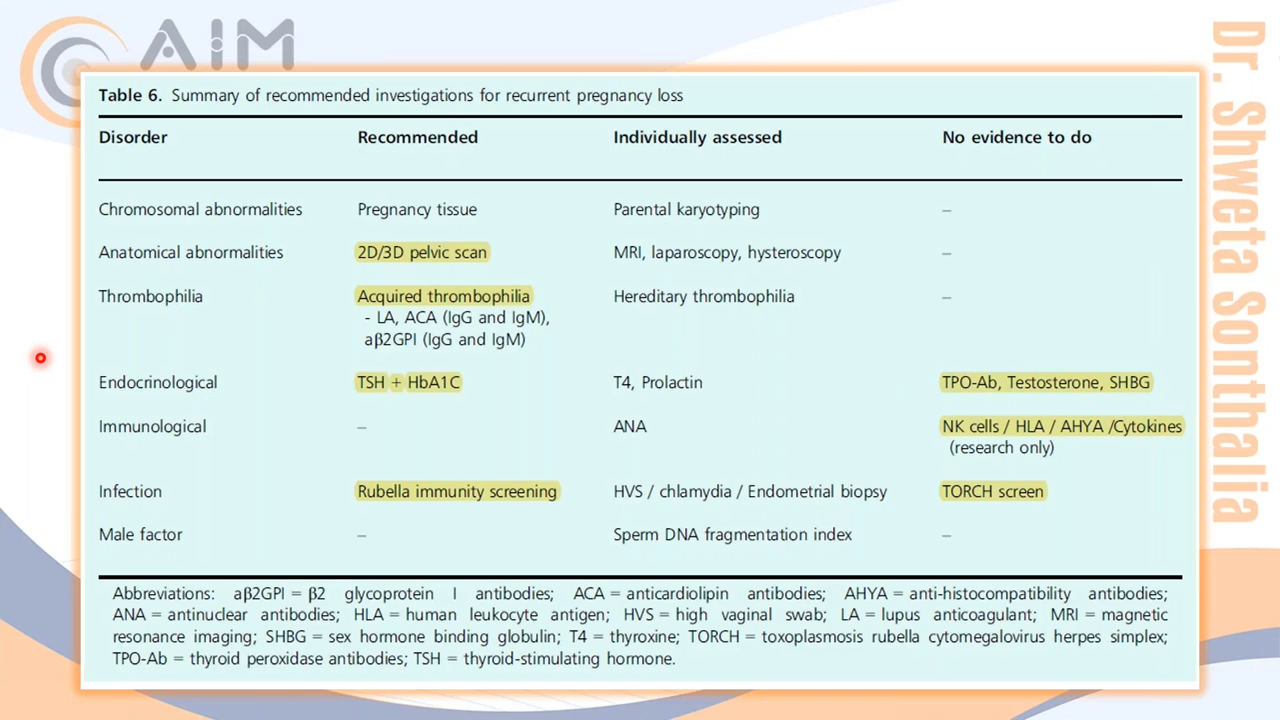 AIM
Dr. Shweta Sonthalia
Table 6. Summary of recommended investigations for recurrent pregnancy loss
Disorder Recommended Individually assessed No evidence to do
Chromosomal abnormalities Pregnancy tissue Parental karyotyping –
Anatomical abnormalities 2D/3D pelvic scan MRI, laparoscopy, hysteroscopy –
Thrombophilia Acquired thrombophilia Hereditary thrombophilia –
- LA, ACA (IgG and IgM),
aβ2GPI (IgG and IgM)
Endocrinological TSH + HbA1C T4, Prolactin TPO-Ab, Testosterone, SHBG
Immunological – ANA NK cells / HLA / AHYA /Cytokines
(research only)
Infection Rubella immunity screening HVS / chlamydia / Endometrial biopsy TORCH screen
Male factor – Sperm DNA fragmentation index –
Abbreviations: aβ2GPI = β2 glycoprotein I antibodies; ACA = anticardiolipin antibodies; AHYA = anti-histocompatibility antibodies;
ANA = antinuclear antibodies; HLA = human leukocyte antigen; HVS = high vaginal swab; LA = lupus anticoagulant; MRI = magnetic
resonance imaging; SHBG = sex hormone binding globulin; T4 = thyroxine; TORCH = toxoplasmosis rubella cytomegalovirus herpes simplex;
TPO-Ab = thyroid peroxidase antibodies; TSH = thyroid-stimulating hormone.